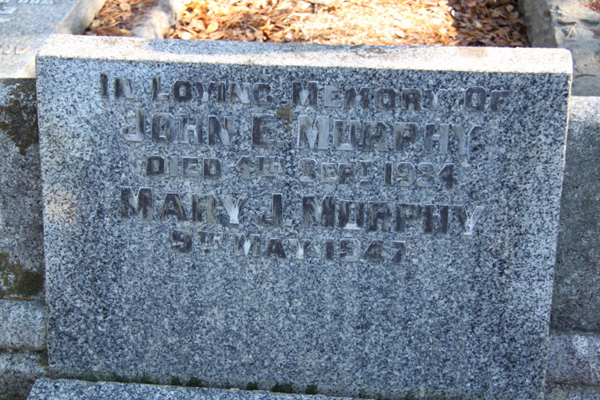 IN LOVING MEMORY OF
JOHN E. MURPHY
DIED 4TH SEPT 1934
MARY J. MURPHY
9TH MAY 1947